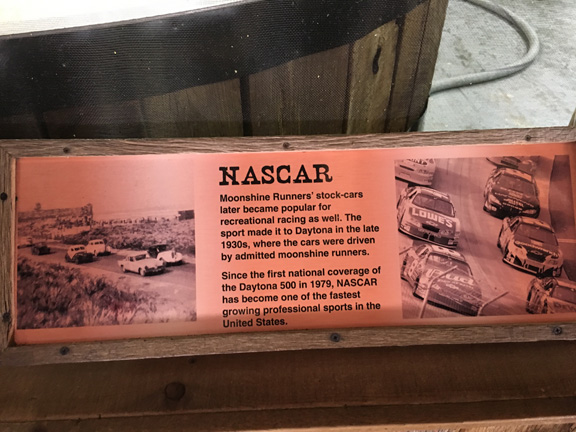 NASCAR
Moonshine Runners' stock-cars
later became popular for
recreational racing as well. The
sport made it to Daytona in the late
1930s, where the cars were driven
by admitted moonshine runners.
Since the first national coverage of
the Daytona 500 in 1979, NASCAR
has become one of the fastest
growing professional sports in the
United States.
LOWE'S